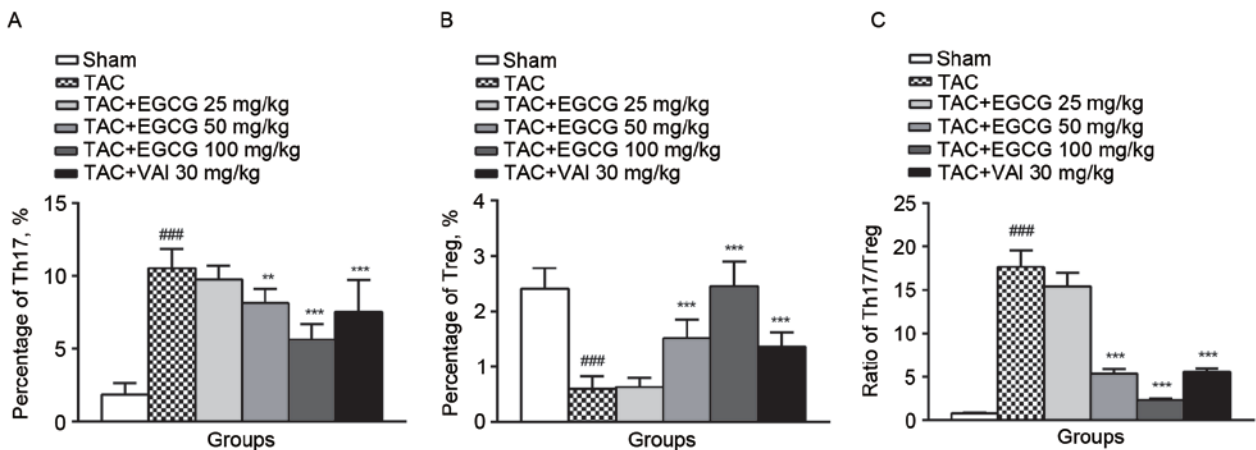 A
Sham
TAC
TAC+EGCG 25 mg/kg
TAC+EGCG 50 mg/kg
TAC+EGCG 100 mg/kg
TAC+VAl 30 mg/kg
Percentage of Th17, %
15
10
5
0
###
**
***
***
Groups
B
Sham
TAC
TAC+EGCG 25 mg/kg
TAC+EGCG 50 mg/kg
TAC+EGCG 100 mg/kg
TAC+VAl 30 mg/kg
Percentage of Treg, %
4
3
2
1
0
###
***
***
***
Groups
C
Sham
TAC
TAC+EGCG 25 mg/kg
TAC+EGCG 50 mg/kg
TAC+EGCG 100 mg/kg
TAC+VAl 30 mg/kg
Ratio of Th17/Treg
25
20
15
10
5
0
###
***
***
***
Groups